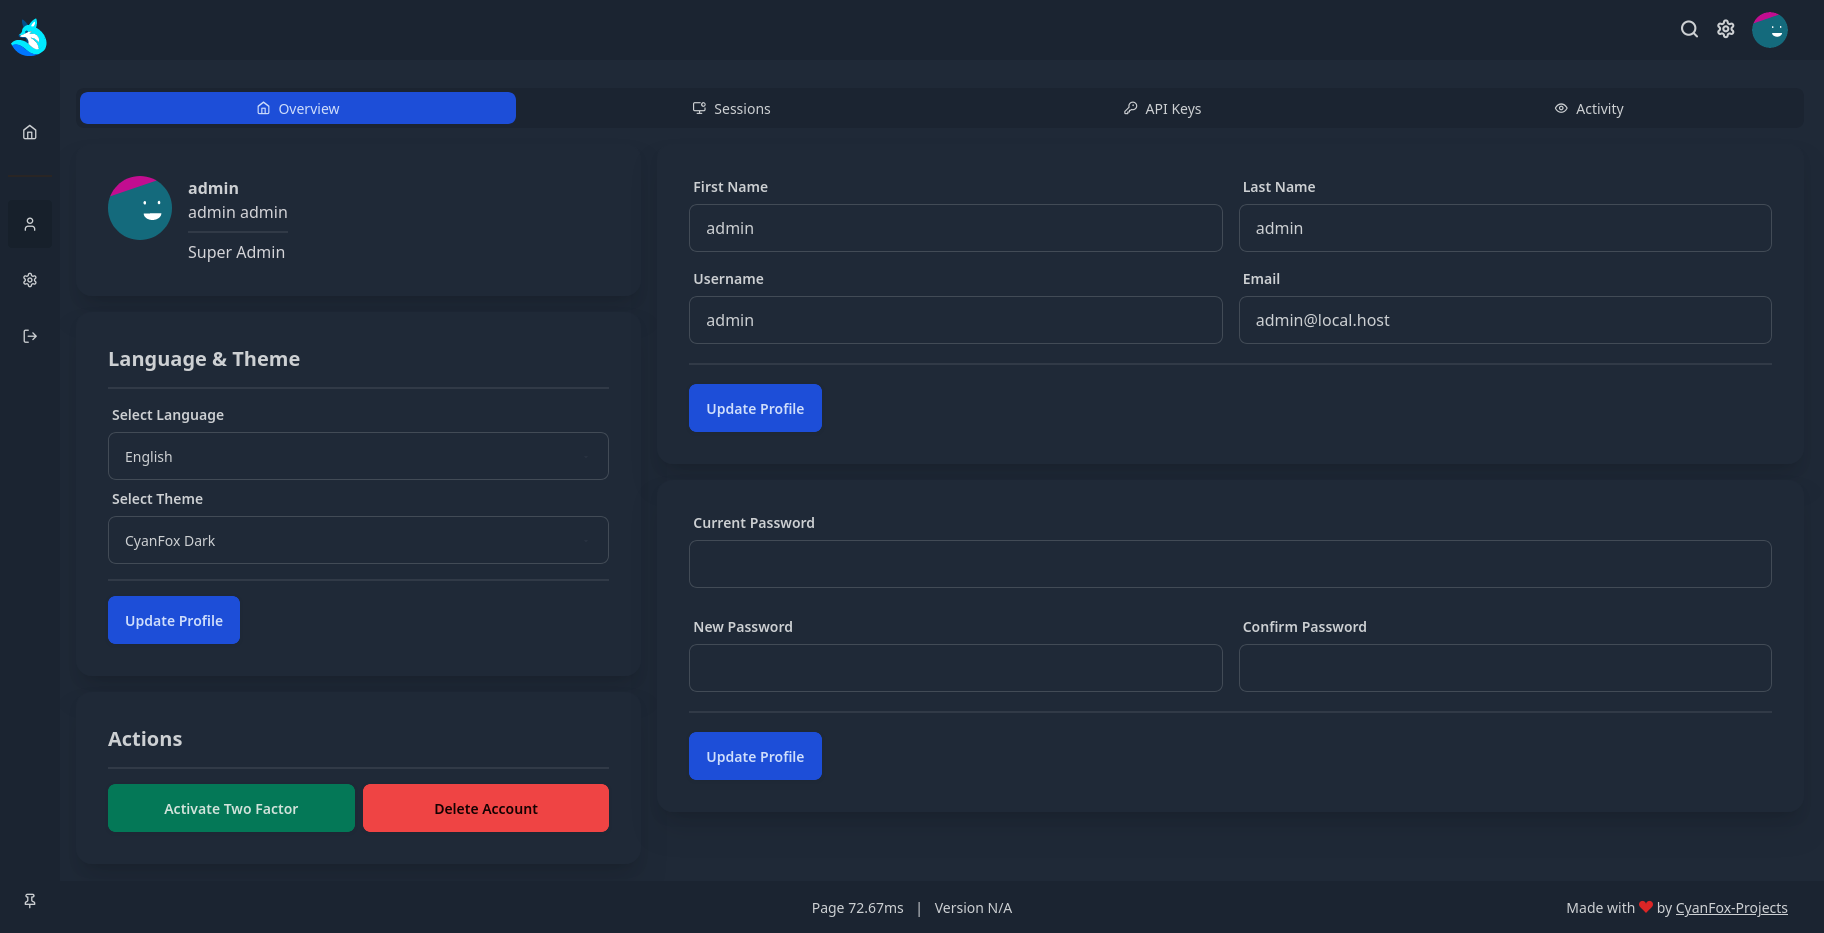 Overview
Sessions
API Keys
Activity
admin
admin admin
Super Admin
Language & Theme
Select Language
English
Select Theme
CyanFox Dark
Update Profile
Actions
Activate Two Factor
Delete Account
First Name
Last Name
admin
admin
Username
Email
admin
admin@local.host
Update Profile
Current Password
New Password
Confirm Password
Update Profile
Page 72.67ms | Version N/A
Made with ❤ by CyanFox-Projects